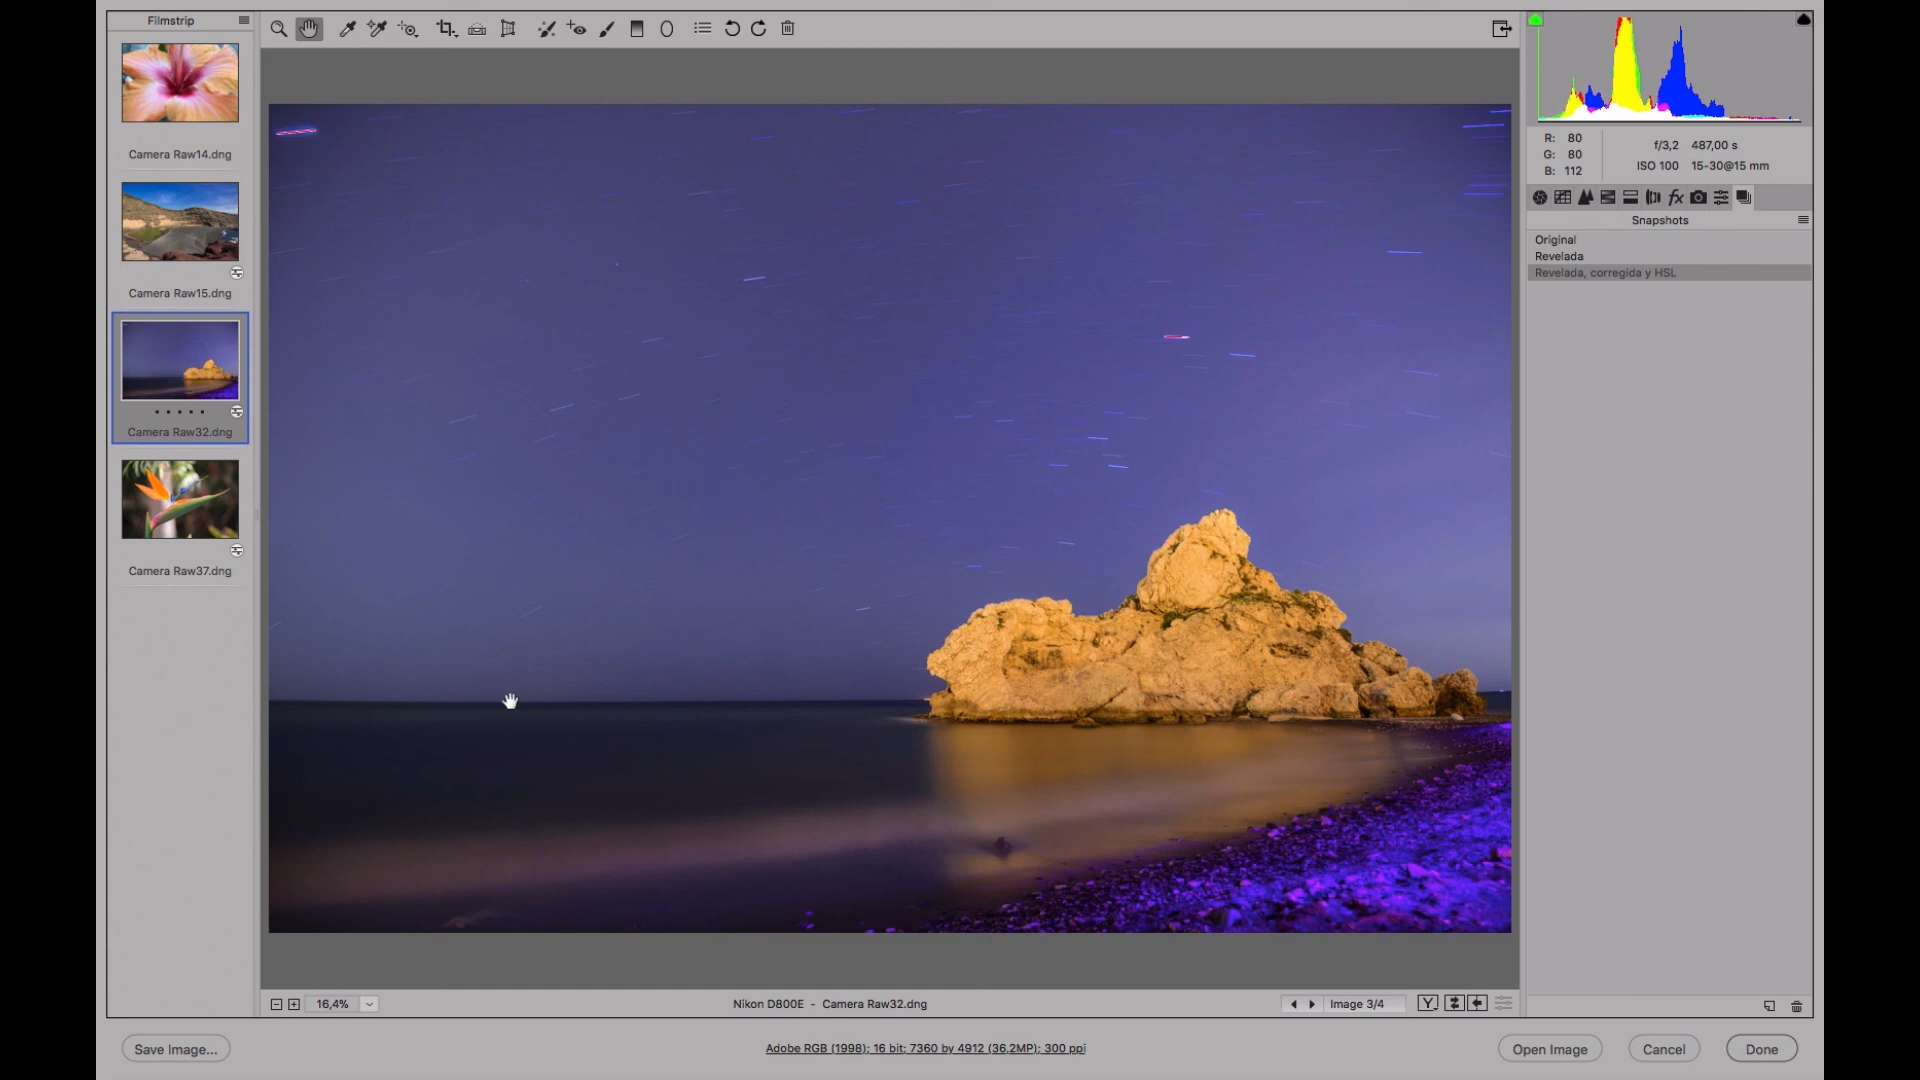 Filmstrip
Camera Raw14.dng
Camera Raw15.dng
Camera Raw32.dng
Camera Raw37.dng
R: 80
G: 80
B: 112
f/3,2 487,00 s
ISO 100 15-30@15 mm
fx
Snapshots
Original
Revelada
Revelada, corregida y HSL
16,4%
Nikon D800E - Camera Raw32.dng
Image 3/4
Y
Save Image...
Adobe RGB (1998); 16 bit; 7360 by 4912 (36,2MP); 300 ppi
Open Image
Cancel
Done